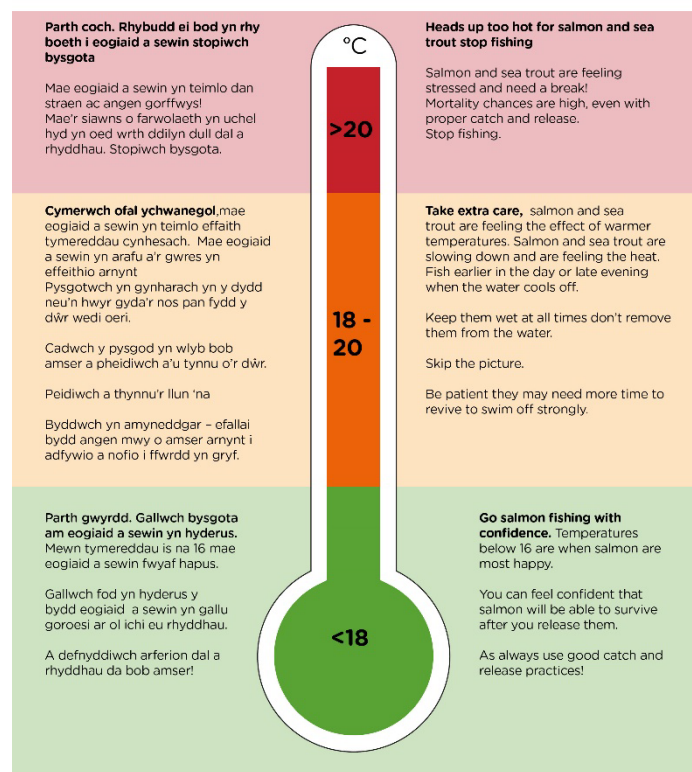 Parth coch. Rhybudd ei bod yn rhy
boeth i eogiaid a sewin stopiwch
bysgota
Mae eogiaid a sewin yn teimlo dan
straen ac angen gorffwys!
Mae'r siawns o farwolaeth yn uchel
hyd yn oed wrth ddilyn dull dal a
rhyddhau. Stopiwch bysgota.
°C
>20
Heads up too hot for salmon and sea
trout stop fishing
Salmon and sea trout are feeling
stressed and need a break!
Mortality chances are high, even with
proper catch and release.
Stop fishing.
Cymerwch ofal ychwanegol,mae
eogiaid a sewin yn teimlo effaith
tymereddau cynhesach. Mae eogiaid
a sewin yn arafu a'r gwres yn
effeithio arnynt
Pysgotwch yn gynharach yn y dydd
neu'n hwyr gyda'r nos pan fydd y
dŵr wedi oeri.
Cadwch y pysgod yn wlyb bob
amser a pheidiwch a'u tynnu o'r dŵr.
Peidiwch a thynnu'r llun 'na
Byddwch yn amyneddgar – efallai
bydd angen mwy o amser arnynt i
adfywio a nofio i ffwrdd yn gryf.
18 -
20
Take extra care, salmon and sea
trout are feeling the effect of warmer
temperatures. Salmon and sea trout are
slowing down and are feeling the heat.
Fish earlier in the day or late evening
when the water cools off.
Keep them wet at all times don't remove
them from the water.
Skip the picture.
Be patient they may need more time to
revive to swim off strongly.
Parth gwyrdd. Gallwch bysgota
am eogiaid a sewin yn hyderus.
Mewn tymereddau is na 16 mae
eogiaid a sewin fwyaf hapus.
Gallwch fod yn hyderus y
bydd eogiaid a sewin yn gallu
goroesi ar ol ichi eu rhyddhau.
A defnyddiwch arferion dal a
rhyddhau da bob amser!
<18
Go salmon fishing with
confidence. Temperatures
below 16 are when salmon are
most happy.
You can feel confident that
salmon will be able to survive
after you release them.
As always use good catch and
release practices!